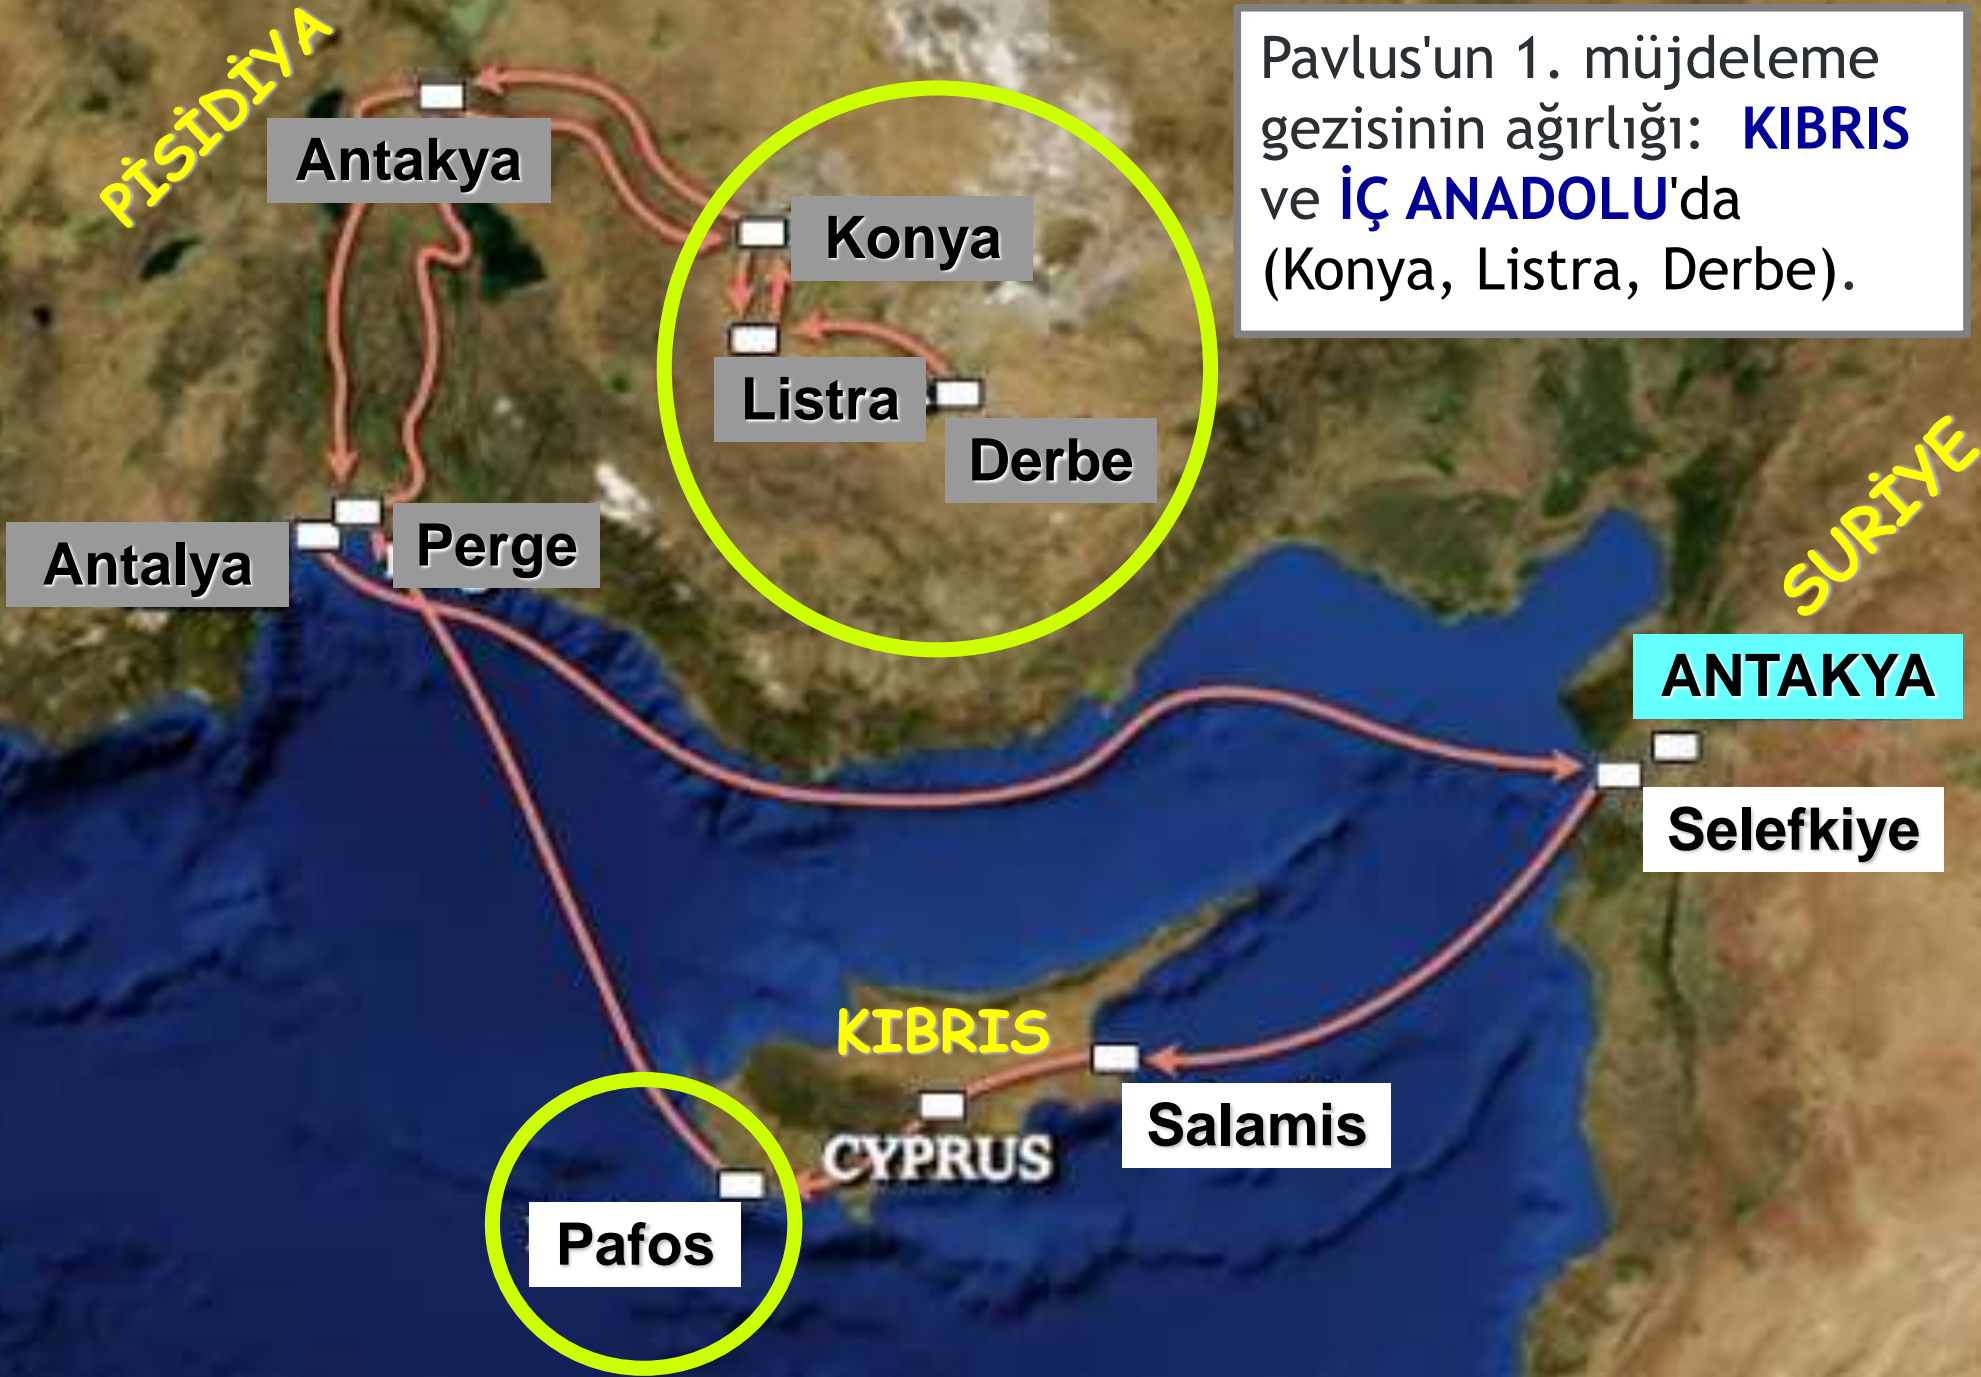 Pavlus'un 1. müjdeleme
gezisinin ağırlığı: KIBRIS
ve İÇ ANADOLU'da
(Konya, Listra, Derbe).
PİSİDİYA
Antakya
Konya
Listra
Derbe
Antalya
Perge
SURİYE
ANTAKYA
Selefkiye
KIBRIS
CYPRUS
Salamis
Pafos